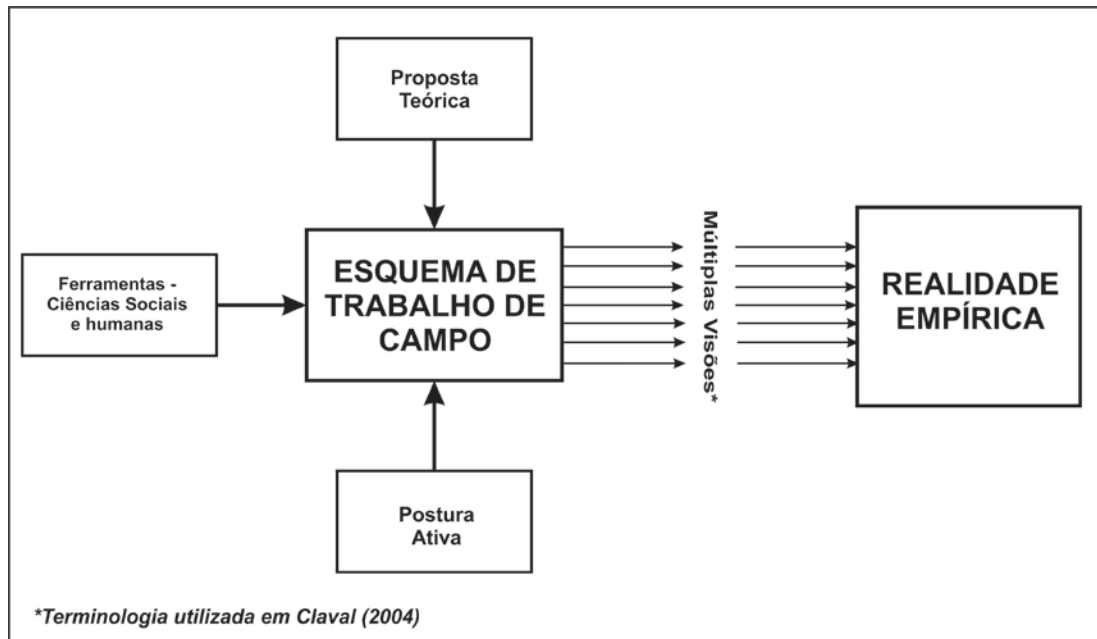 Proposta
Teórica
Ferramentas -
Ciências Sociais
e humanas
ESQUEMA DE
TRABALHO DE
CAMPO
Múltiplas Visões*
REALIDADE
EMPÍRICA
Postura
Ativa
*Terminologia utilizada em Claval (2004)